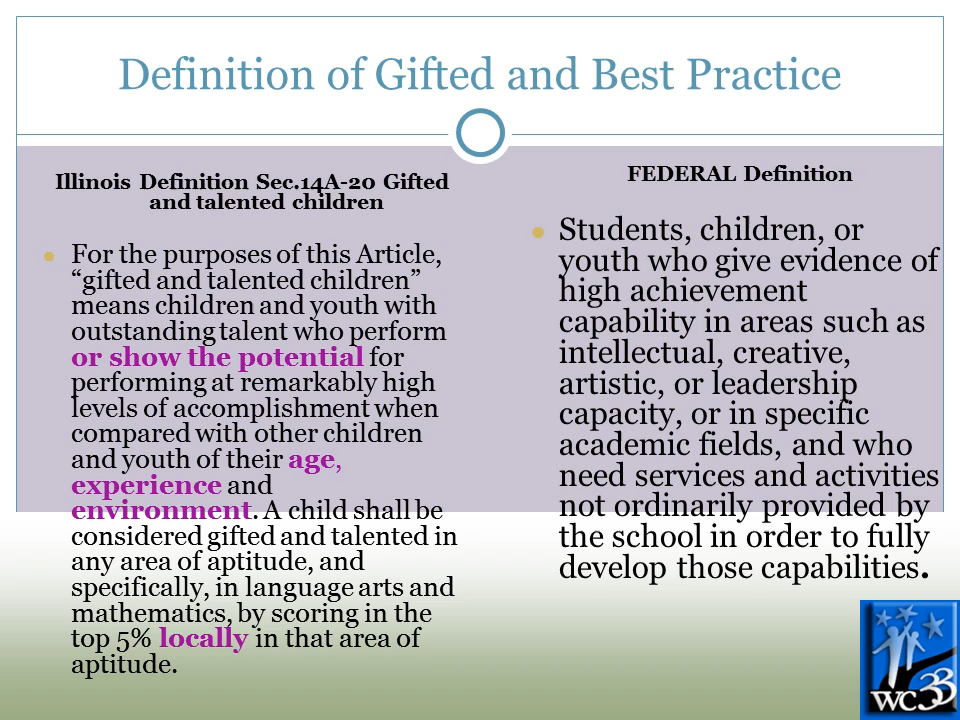 Definition of Gifted and Best Practice
Illinois Definition Sec.14A-20 Gifted
and talented children
● For the purposes of this Article,
“gifted and talented children”
means children and youth with
outstanding talent who perform
or show the potential for
performing at remarkably high
levels of accomplishment when
compared with other children
and youth of their age,
experience and
environment. A child shall be
considered gifted and talented in
any area of aptitude, and
specifically, in language arts and
mathematics, by scoring in the
top 5% locally in that area of
aptitude.
FEDERAL Definition
● Students, children, or
youth who give evidence of
high achievement
capability in areas such as
intellectual, creative,
artistic, or leadership
capacity, or in specific
academic fields, and who
need services and activities
not ordinarily provided by
the school in order to fully
develop those capabilities.
WC33